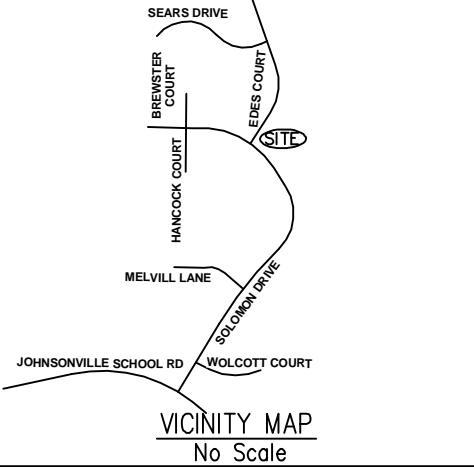 SEARS DRIVE
BREWSTER
COURT
EDES COURT
SITE
HANCOCK COURT
MELVILL LANE
SOLOMON DRIVE
JOHNSONVILLE SCHOOL RD
WOLCOTT COURT
VICINITY MAP
No Scale